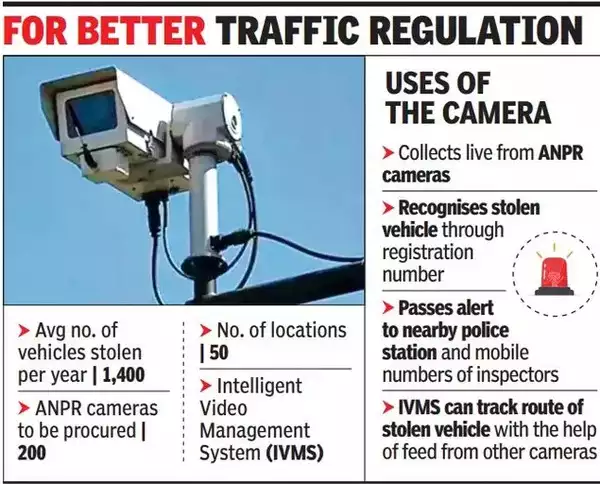 FOR BETTER TRAFFIC REGULATION
➤ Avg no. of
vehicles stolen
per year | 1,400
➤ ANPR cameras
to be procured |
200
➤ No. of locations
| 50
➤ Intelligent
Video
Management
System (IVMS)
USES OF
THE CAMERA
➤ Collects live from ANPR
cameras
➤ Recognises stolen
vehicle through
registration
number
➤ Passes alert
to nearby police
station and mobile
numbers of inspectors
➤ IVMS can track route of
stolen vehicle with the help
of feed from other cameras